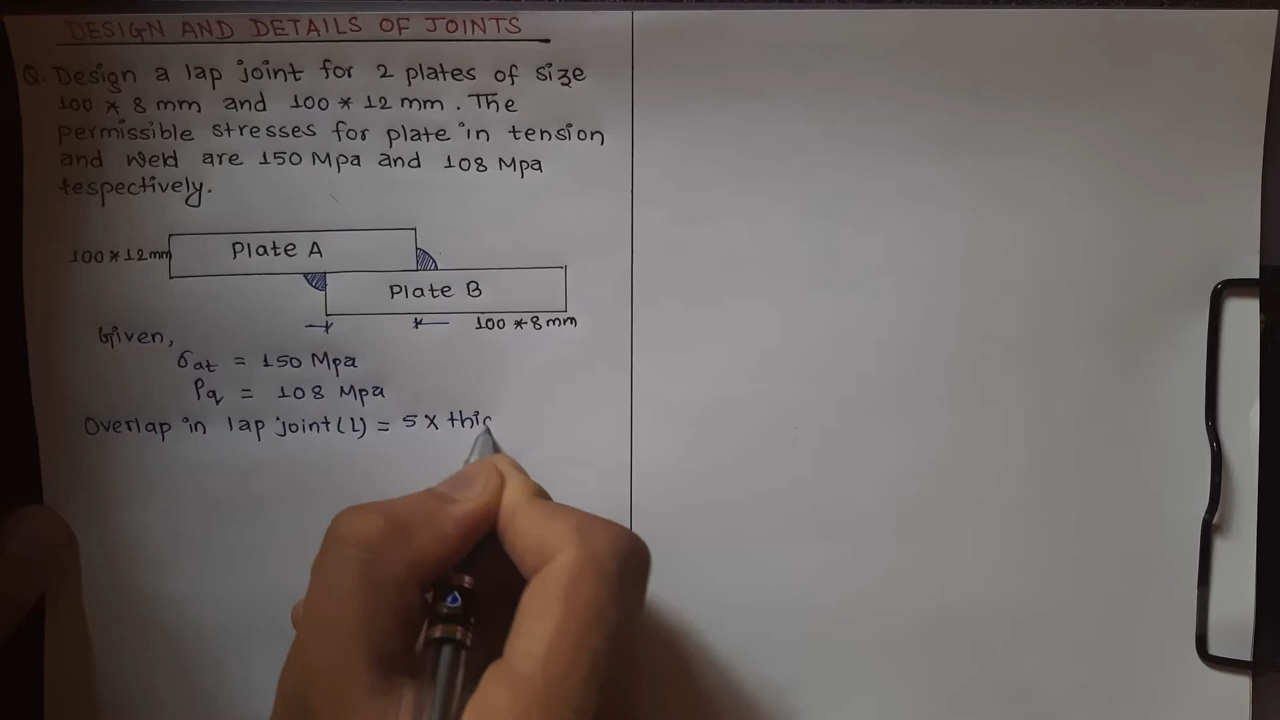 DESIGN AND DETAILS OF JOINTS
Q. Design a lap joint for 2 plates of size
100 * 8 mm and 100 * 12 mm. The
permissible stresses for plate in tension
and weld are 150 Mpa and 108 Mpa
respectively.
100 * 12 mm
Plate A
Plate B
100 * 8 mm
Given,
σat = 150 Mpa
Pq = 108 Mpa
Overlap in lap joint (L) = 5 X thic